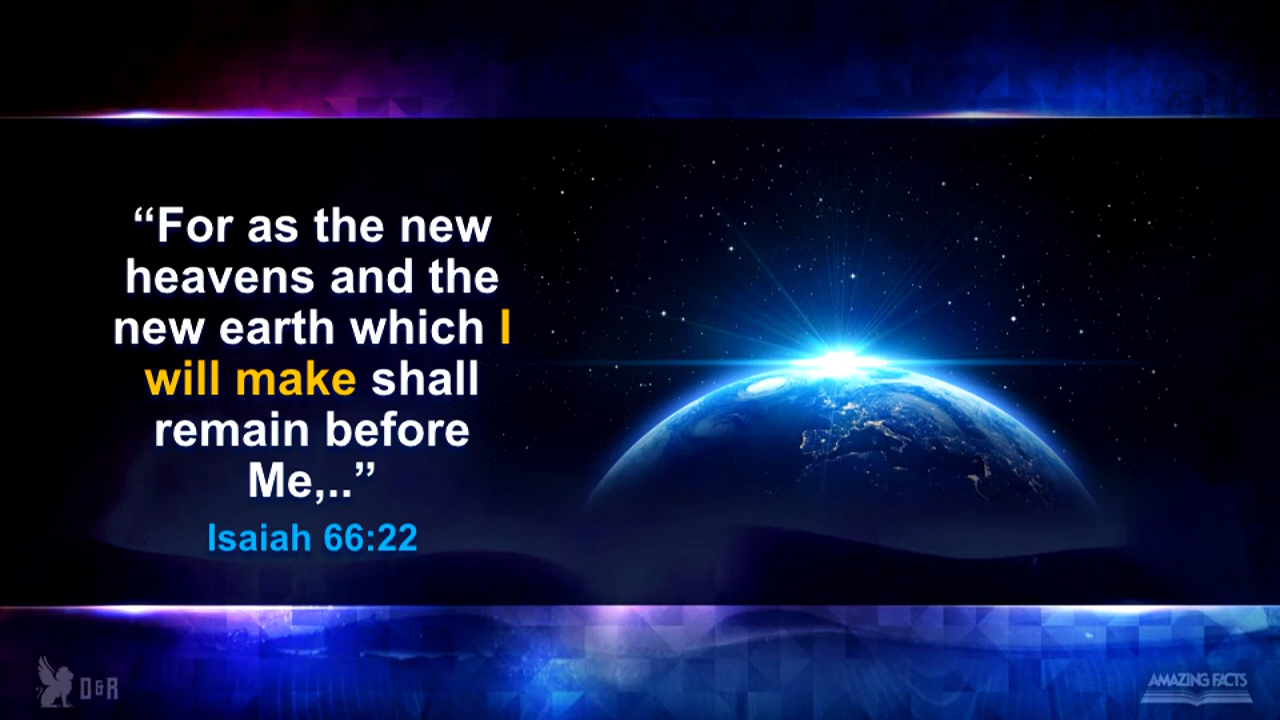 “For as the new
heavens and the
new earth which I
will make shall
remain before
Me,..”
Isaiah 66:22
D&R
AMAZING FACTS